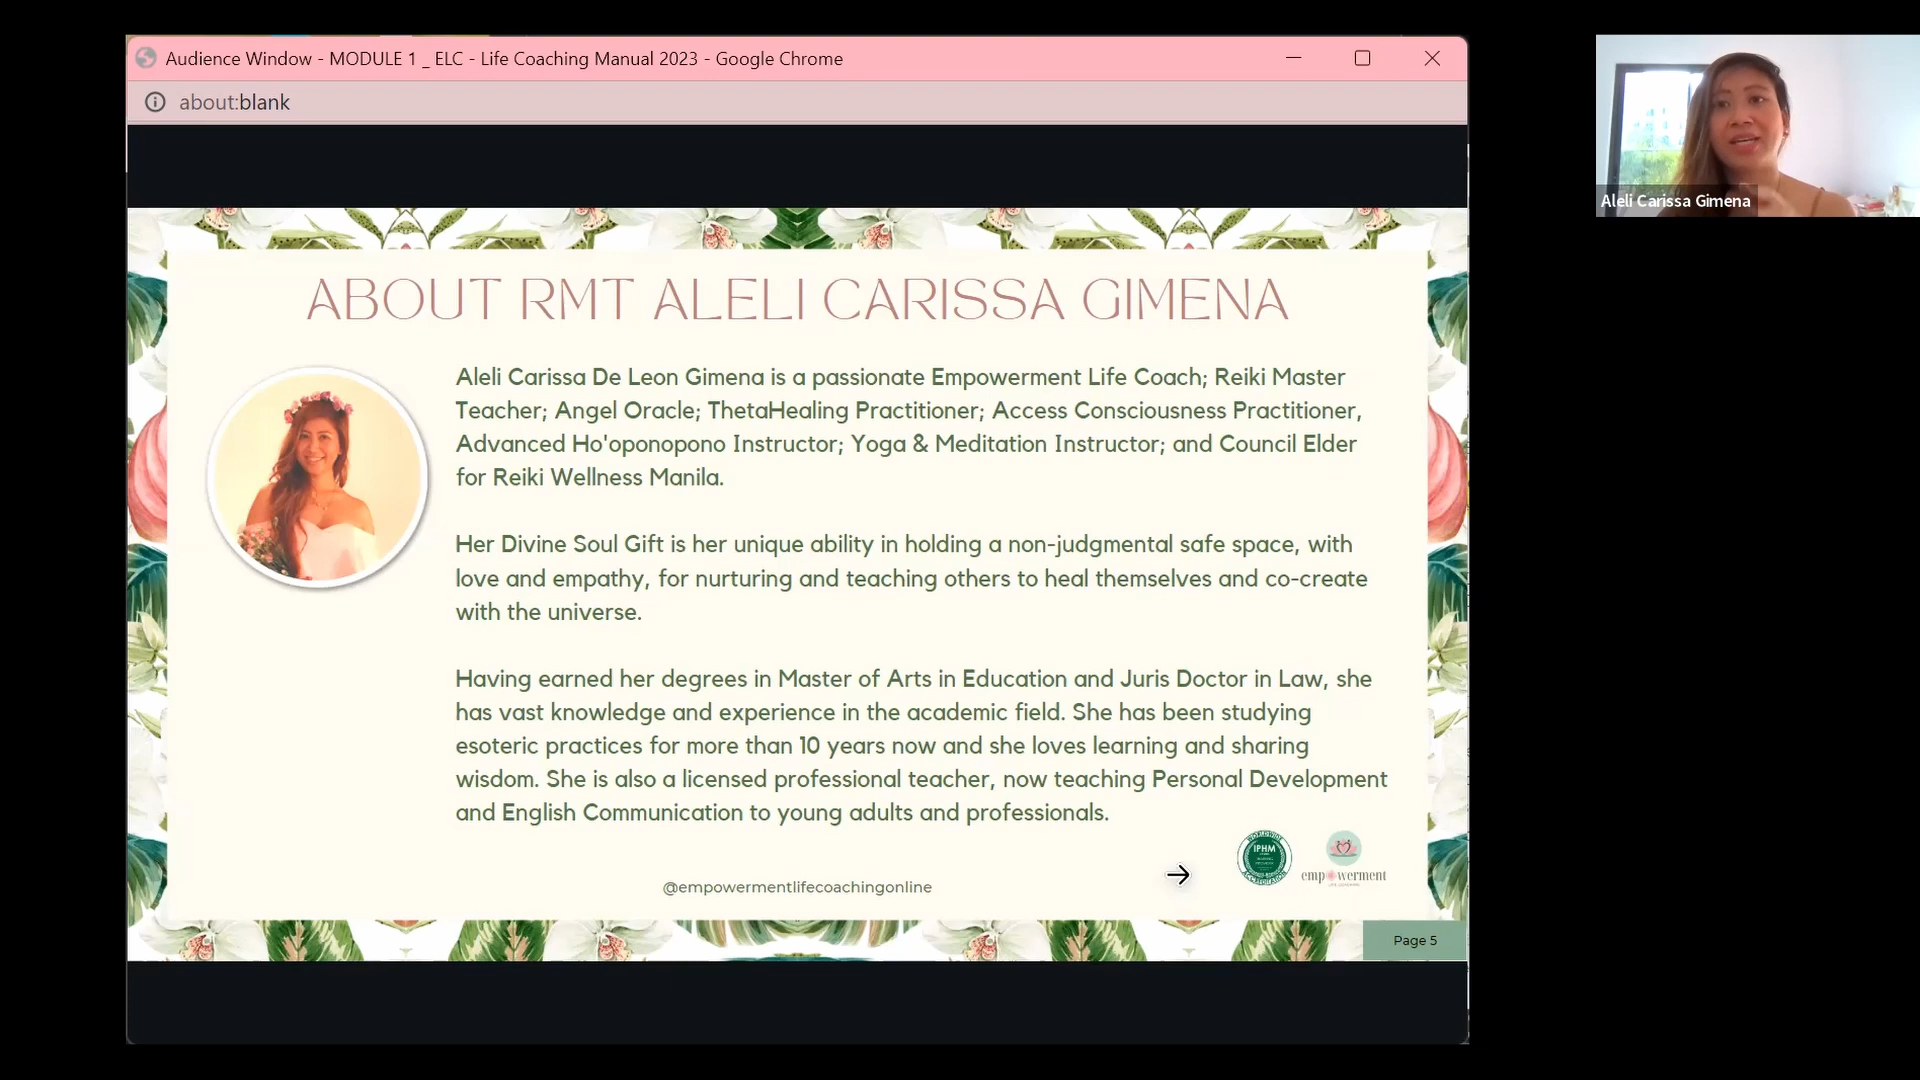 Audience Window - MODULE 1 _ ELC - Life Coaching Manual 2023 - Google Chrome
about:blank
Aleli Carissa Gimena
ABOUT RMT ALELI CARISSA GIMENA
Aleli Carissa De Leon Gimena is a passionate Empowerment Life Coach; Reiki Master
Teacher; Angel Oracle; ThetaHealing Practitioner; Access Consciousness Practitioner,
Advanced Ho'oponopono Instructor; Yoga & Meditation Instructor; and Council Elder
for Reiki Wellness Manila.
Her Divine Soul Gift is her unique ability in holding a non-judgmental safe space, with
love and empathy, for nurturing and teaching others to heal themselves and co-create
with the universe.
Having earned her degrees in Master of Arts in Education and Juris Doctor in Law, she
has vast knowledge and experience in the academic field. She has been studying
esoteric practices for more than 10 years now and she loves learning and sharing
wisdom. She is also a licensed professional teacher, now teaching Personal Development
and English Communication to young adults and professionals.
WORLDWIDE
IPHM
ACCREDITATION
empowerment
@empowermentlifecoachingonline
Page 5